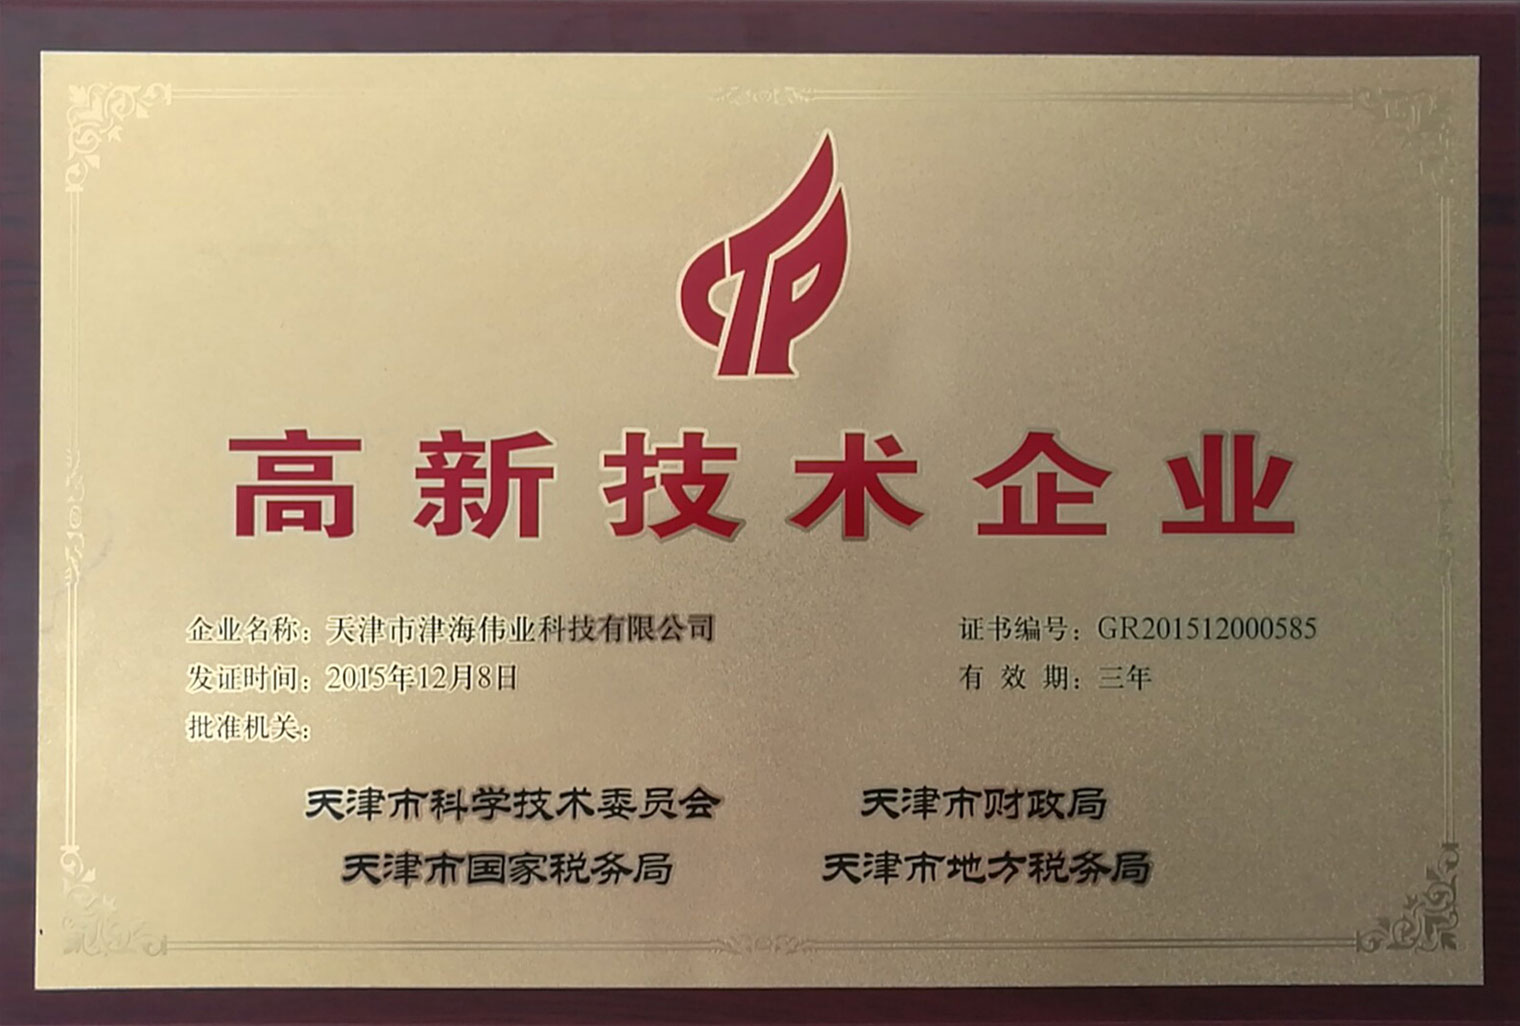 CTP
高新技术企业
企业名称：天津市津海伟业科技有限公司 证书编号：GR201512000585
发证时间：2015年12月8日 有 效 期：三年
批准机关：
天津市科学技术委员会 天津市财政局
天津市国家税务局 天津市地方税务局